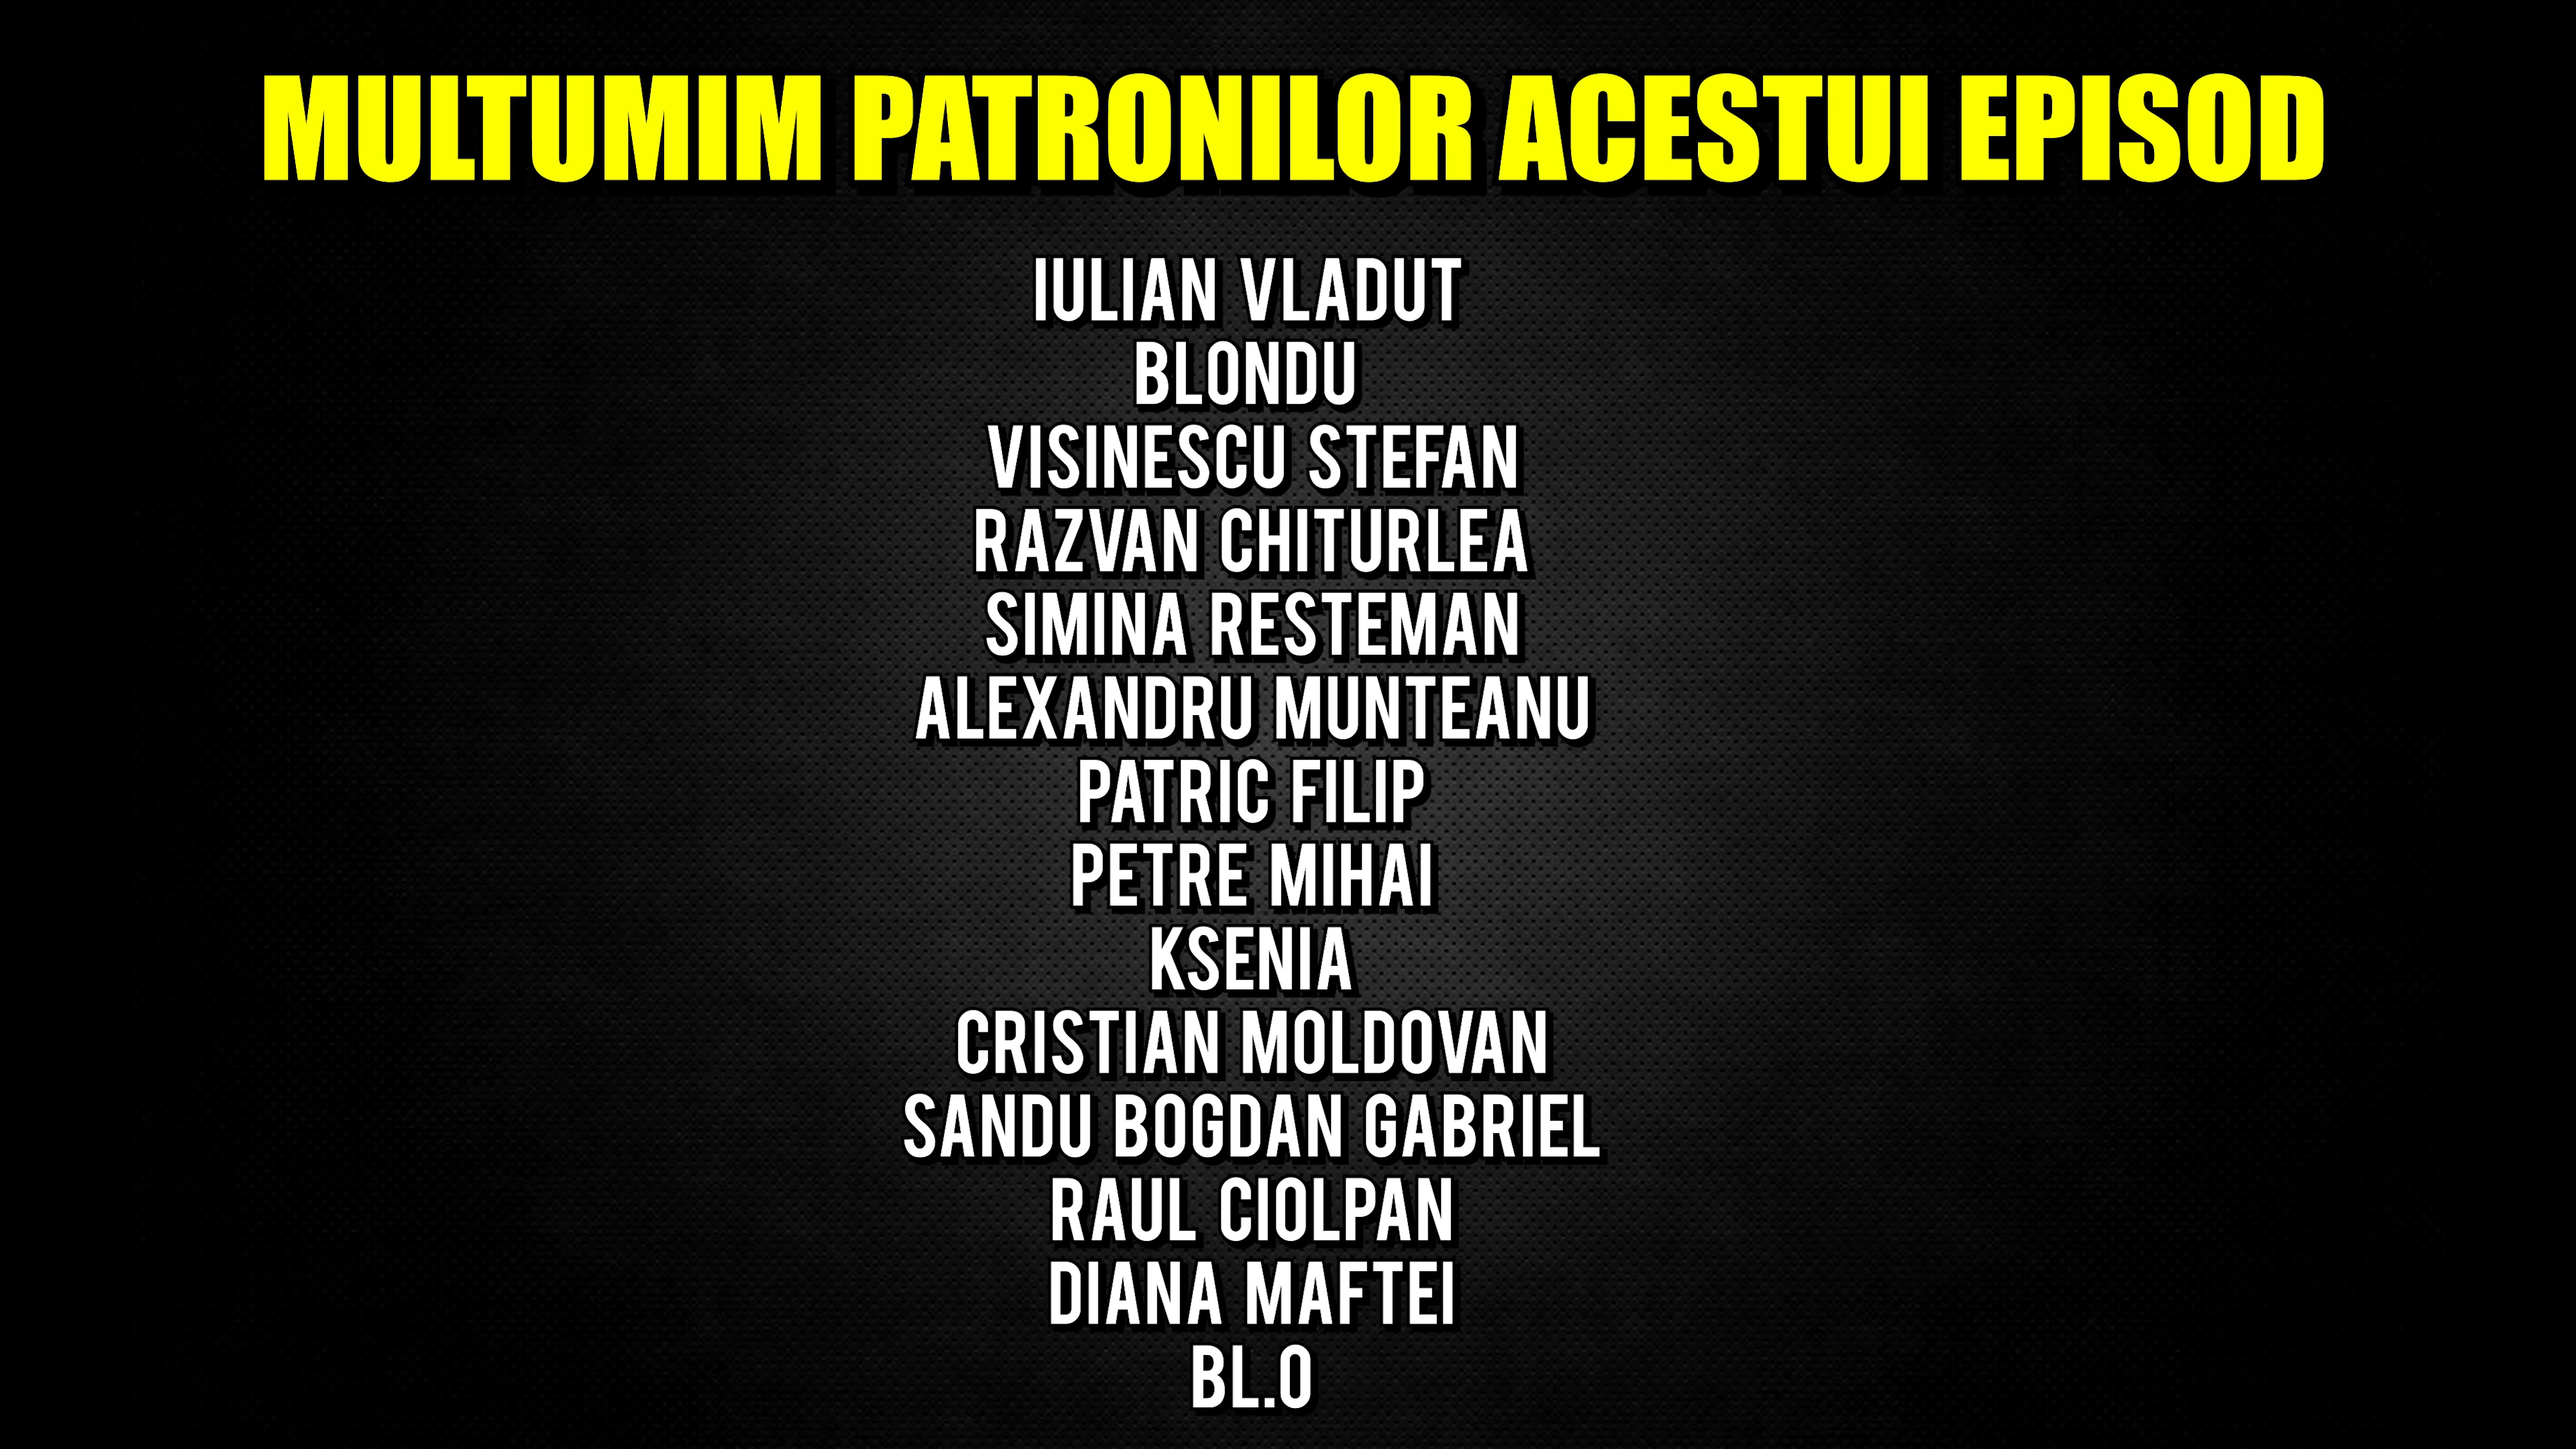 MULTUMIM PATRONILOR ACESTUI EPISOD
IULIAN VLADUT
BLONDU
VISINESCU STEFAN
RAZVAN CHITURLEA
SIMINA RESTEMAN
ALEXANDRU MUNTEANU
PATRIC FILIP
PETRE MIHAI
KSENIA
CRISTIAN MOLDOVAN
SANDU BOGDAN GABRIEL
RAUL CIOLPAN
DIANA MAFTEI
BL.O